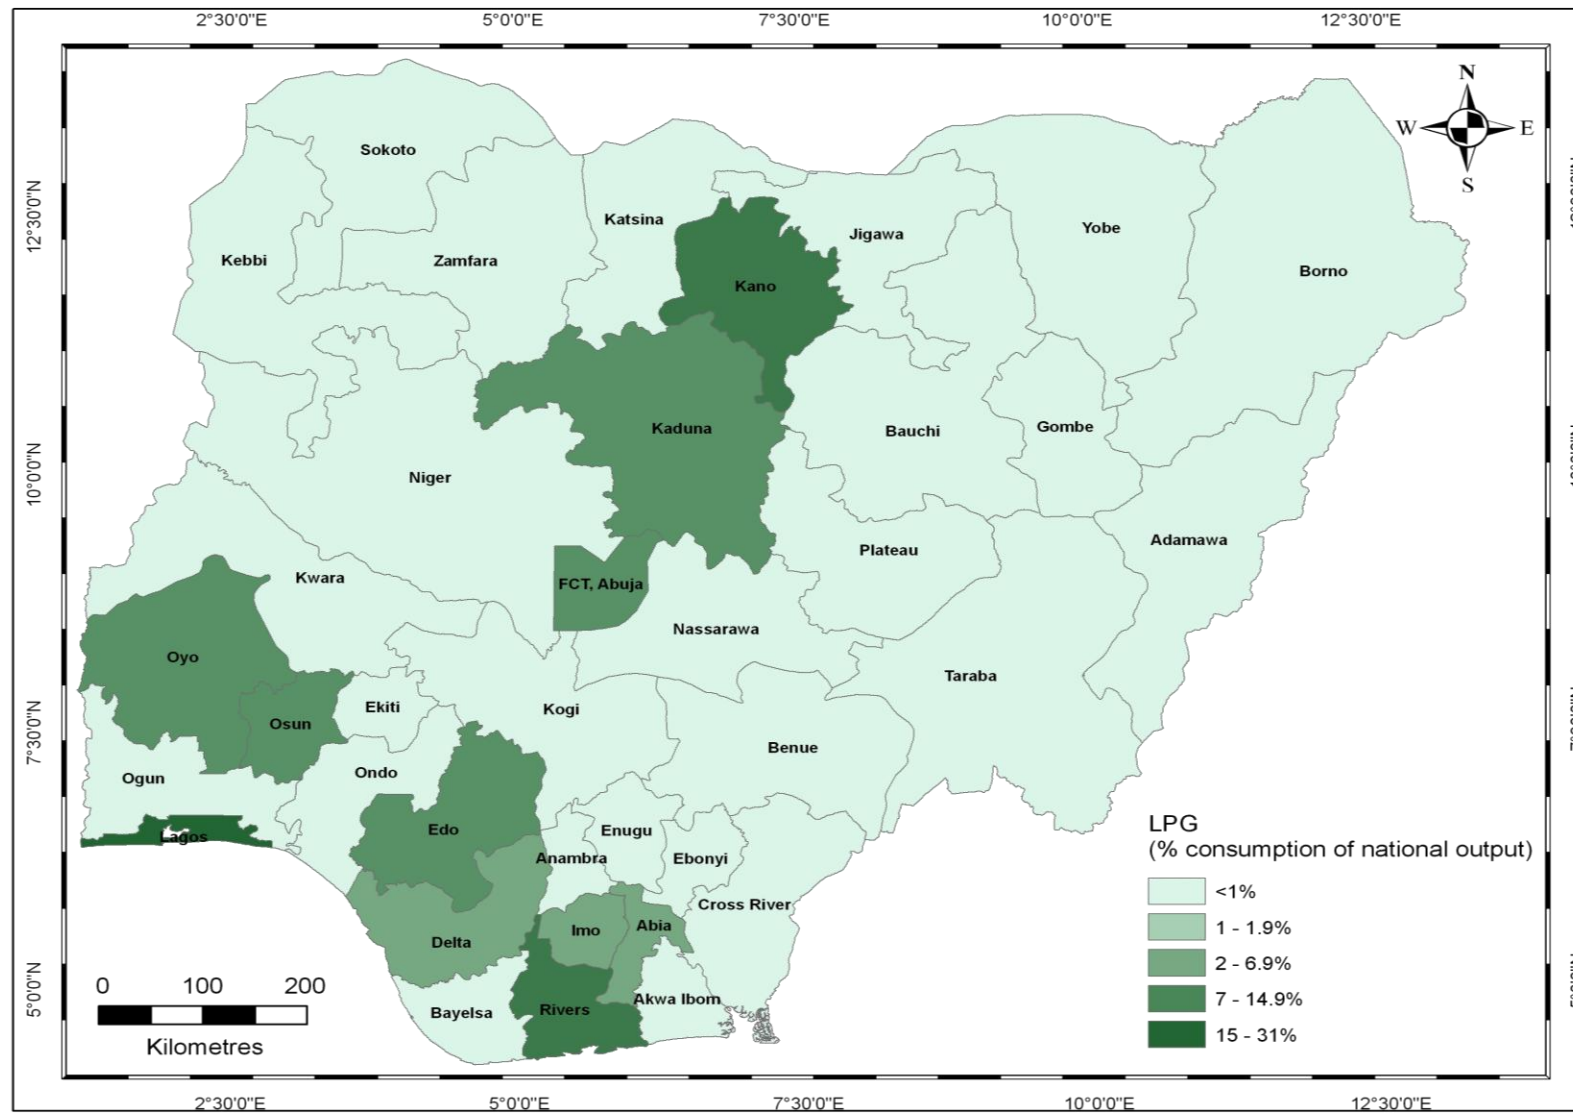 2°30'0"E 5°0'0"E 7°30'0"E 10°0'0"E 12°30'0"E
N
W E
S
12°30'0"N
10°0'0"N
7°30'0"N
5°0'0"N
Sokoto
Katsina
Jigawa
Yobe
Kebbi
Zamfara
Kano
Borno
Kaduna
Bauchi
Gombe
Niger
Adamawa
Plateau
Kwara
FCT, Abuja
Nassarawa
Oyo
Taraba
Osun
Ekiti
Kogi
Benue
Ogun
Ondo
Lagos
Edo
Enugu
Anambra
Ebonyi
Cross River
Delta
Imo
Abia
Bayelsa
Rivers
Akwa Ibom
LPG
(% consumption of national output)
<1%
1 - 1.9%
2 - 6.9%
7 - 14.9%
15 - 31%
0 100 200
Kilometres
7°30'0"N
2°30'0"E 5°0'0"E 7°30'0"E 10°0'0"E 12°30'0"E